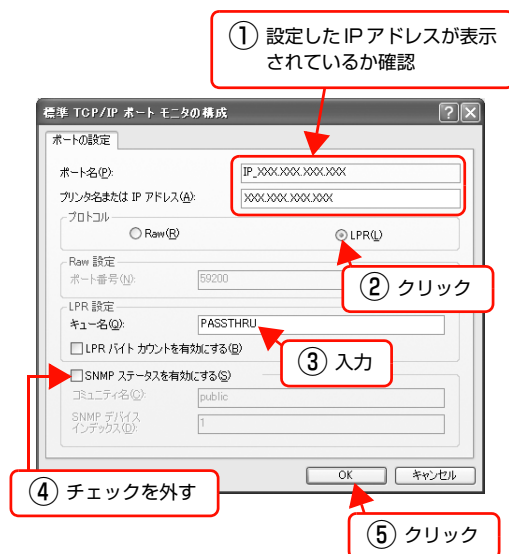 ① 設定したIPアドレスが表示
されているか確認
標準 TCP/IP ポート モニタの構成
ポートの設定
ポート名(P):
IP_XXX.XXX.XXX.XXX
プリンタ名または IP アドレス(A):
XXX.XXX.XXX.XXX
プロトコル
Raw(R)
LPR(L)
② クリック
Raw 設定
ポート番号(N):
59200
LPR 設定
キュー名(Q):
PASSTHRU
LPR バイト カウントを有効にする(B)
③ 入力
SNMP ステータスを有効にする(S)
コミュニティ名(C):
public
SNMP デバイス
インデックス(D):
1
OK
キャンセル
④ チェックを外す
⑤ クリック